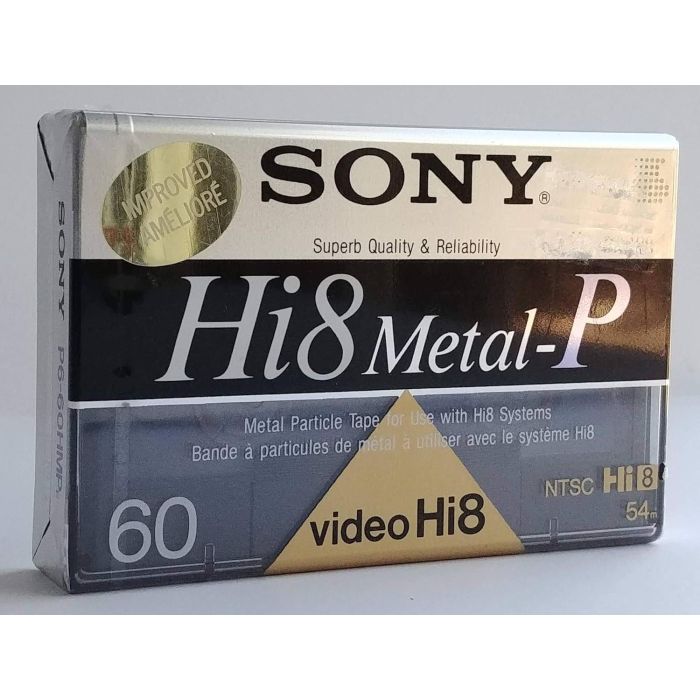 IMPROVED
AMÉLIORÉ
SONY®
Superb Quality & Reliability
Hi8 Metal-P
Metal Particle Tape for Use with Hi8 Systems
Bande à particules de métal à utiliser avec le système Hi8
60
video Hi8
NTSC Hi8
54m
SONY P6-60HMP